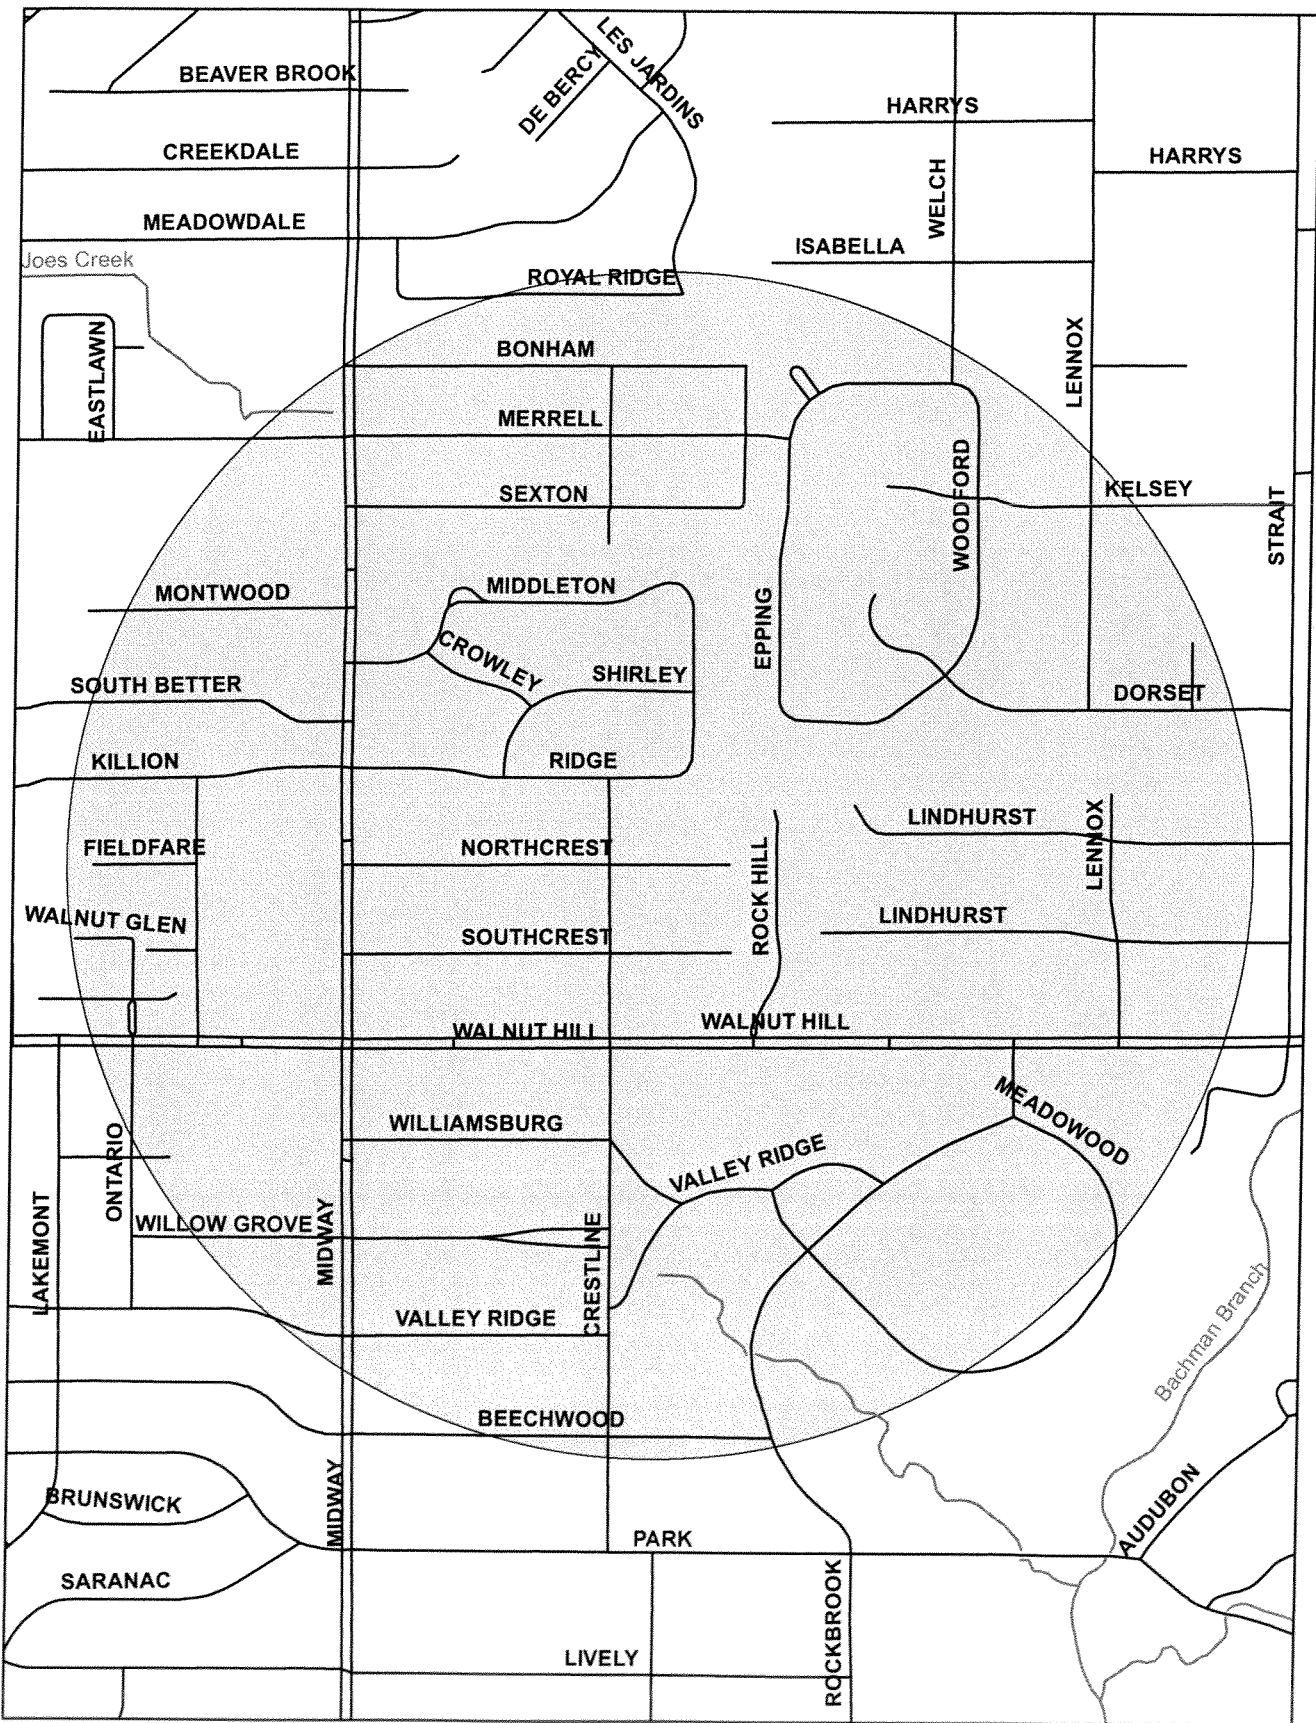 LES JARDINS
BEAVER BROOK
DE BERCY
HARRYS
CREEKDALE
HARRYS
WELCH
MEADOWDALE
ISABELLA
Joes Creek
ROYAL RIDGE
EASTLAWN
BONHAM
LENNOX
MERRELL
WOODFORD
SEXTON
KELSEY
STRAIT
MONTWOOD
MIDDLETON
EPPING
CROWLEY
SHIRLEY
SOUTH BETTER
DORSET
KILLION
RIDGE
LINDHURST
LENNOX
FIELDFARE
NORTHCREST
ROCK HILL
WALNUT GLEN
LINDHURST
SOUTHCREST
WALNUT HILL
WALNUT HILL
MEADOWOOD
WILLIAMSBURG
ONTARIO
VALLEY RIDGE
LAKEMONT
WILLOW GROVE
MIDWAY
CRESTLINE
VALLEY RIDGE
Bachman Branch
BEECHWOOD
BRUNSWICK
MIDWAY
AUDUBON
PARK
SARANAC
ROCKBROOK
LIVELY